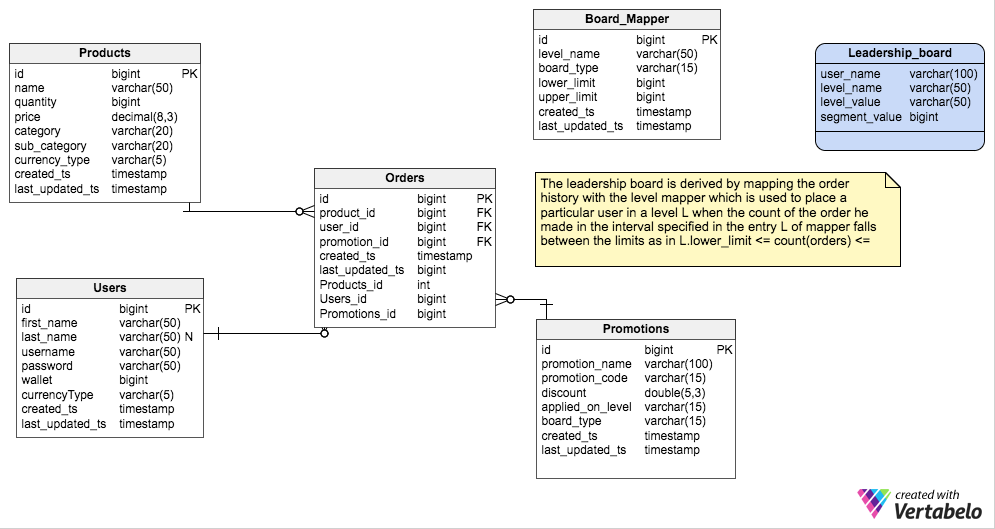 Products
id bigint PK
name varchar(50)
quantity bigint
price decimal(8,3)
category varchar(20)
sub_category varchar(20)
currency_type varchar(5)
created_ts timestamp
last_updated_ts timestamp
Board_Mapper
id bigint PK
level_name varchar(50)
board_type varchar(15)
lower_limit bigint
upper_limit bigint
created_ts timestamp
last_updated_ts timestamp
Leadership_board
user_name varchar(100)
level_name varchar(50)
level_value varchar(50)
segment_value bigint
Orders
id bigint PK
product_id bigint FK
user_id bigint FK
promotion_id bigint FK
created_ts timestamp
last_updated_ts bigint
Products_id int
Users_id bigint
Promotions_id bigint
The leadership board is derived by mapping the order
history with the level mapper which is used to place a
particular user in a level L when the count of the order he
made in the interval specified in the entry L of mapper falls
between the limits as in L.lower_limit <= count(orders) <=
Users
id bigint PK
first_name varchar(50)
last_name varchar(50) N
username varchar(50)
password varchar(50)
wallet bigint
currencyType varchar(5)
created_ts timestamp
last_updated_ts timestamp
Promotions
id bigint PK
promotion_name varchar(100)
promotion_code varchar(15)
discount double(5,3)
applied_on_level varchar(15)
board_type varchar(15)
created_ts timestamp
last_updated_ts timestamp
created with
Vertabelo